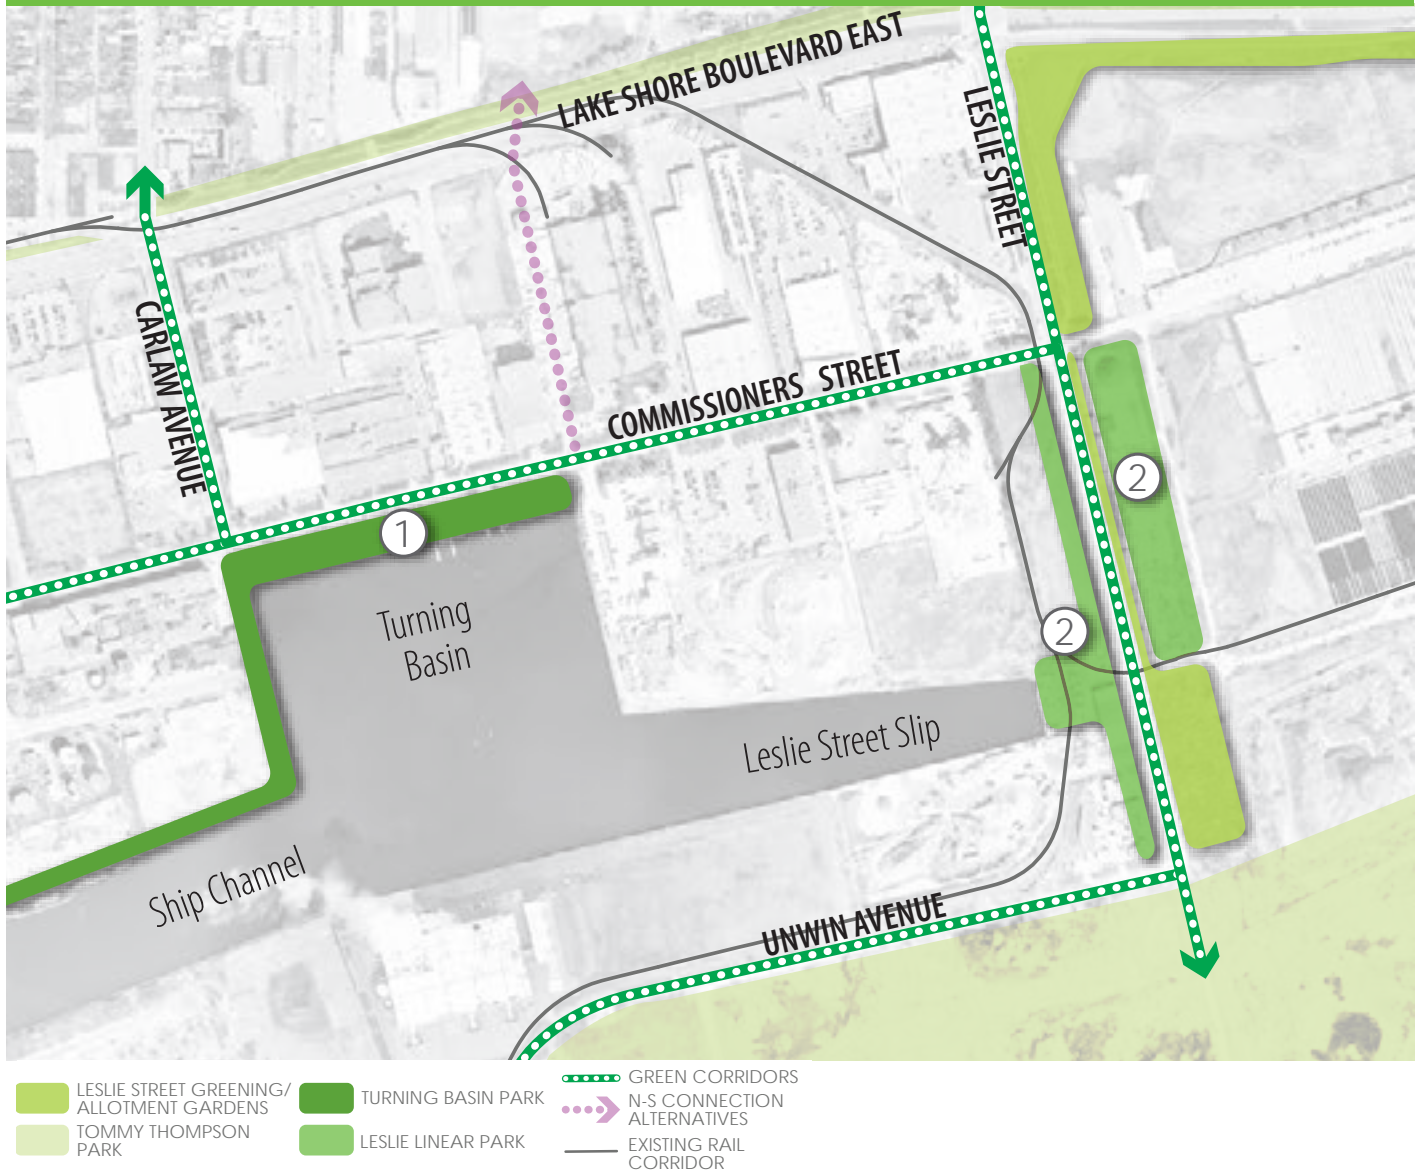 LAKE SHORE BOULEVARD EAST
LESLIE STREET
CARLAW AVENUE
COMMISSIONERS STREET
1
2
2
Turning
Basin
Leslie Street Slip
Ship Channel
UNWIN AVENUE
LESLIE STREET GREENING/
ALLOTMENT GARDENS
TOMMY THOMPSON
PARK
TURNING BASIN PARK
LESLIE LINEAR PARK
GREEN CORRIDORS
N-S CONNECTION
ALTERNATIVES
EXISTING RAIL
CORRIDOR